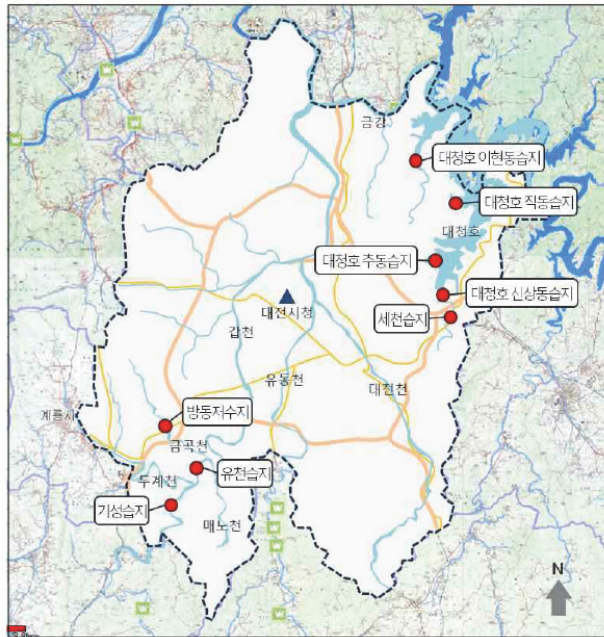 금강
대청호 이현동습지
대청호 직동습지
대청호
대청호 추동습지
대청호 신상동습지
대전시청
세천습지
갑천
유동천
대전천
계룡시
방동저수지
금곡천
유천습지
두계천
기성습지
매노천
N